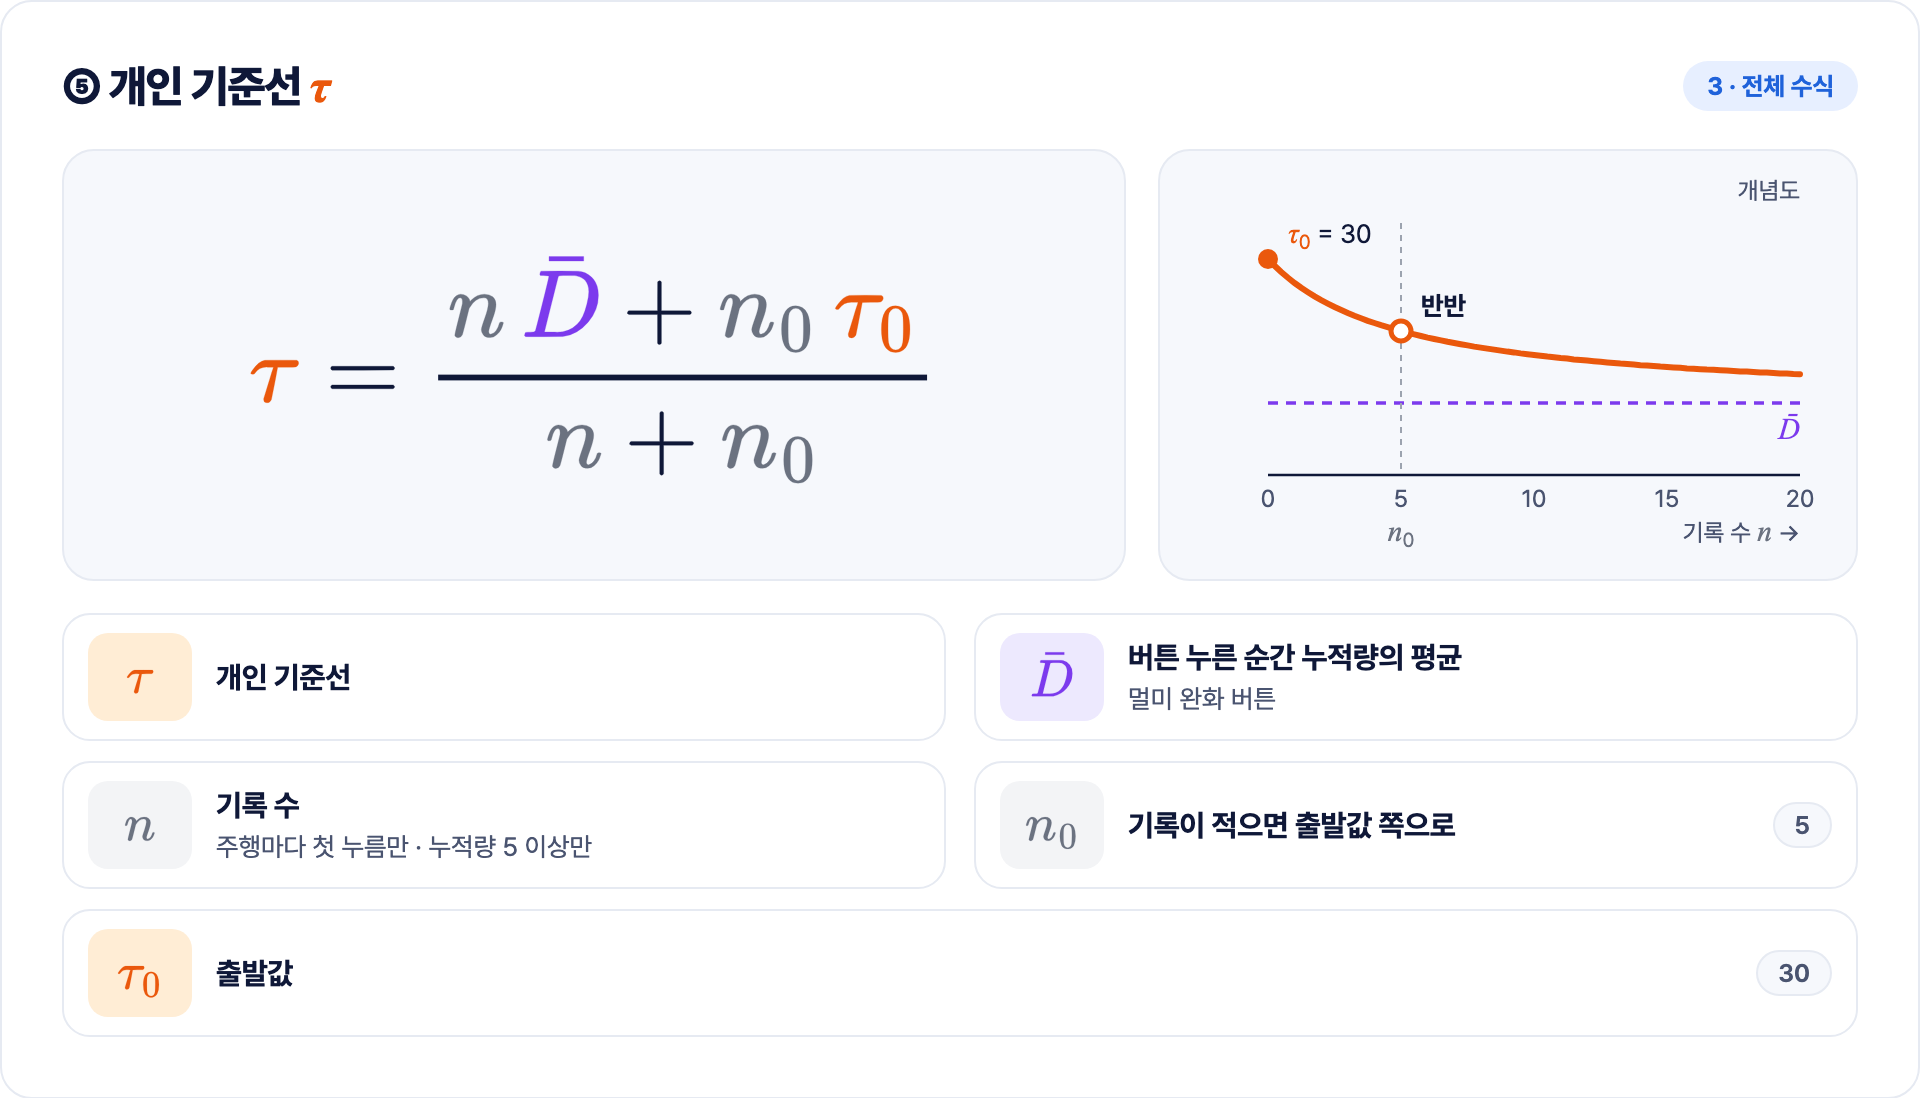 ❺ 개인 기준선 τ
3 · 전체 수식
τ = (n D̄ + n₀ τ₀) / (n + n₀)
개념도
τ₀ = 30
반반
D̄
0 5 10 15 20
n₀
기록 수 n →
τ
개인 기준선
D̄
버튼 누른 순간 누적량의 평균
멀미 완화 버튼
n
기록 수
주행마다 첫 누름만 · 누적량 5 이상만
n₀
기록이 적으면 출발값 쪽으로
5
τ₀
출발값
30